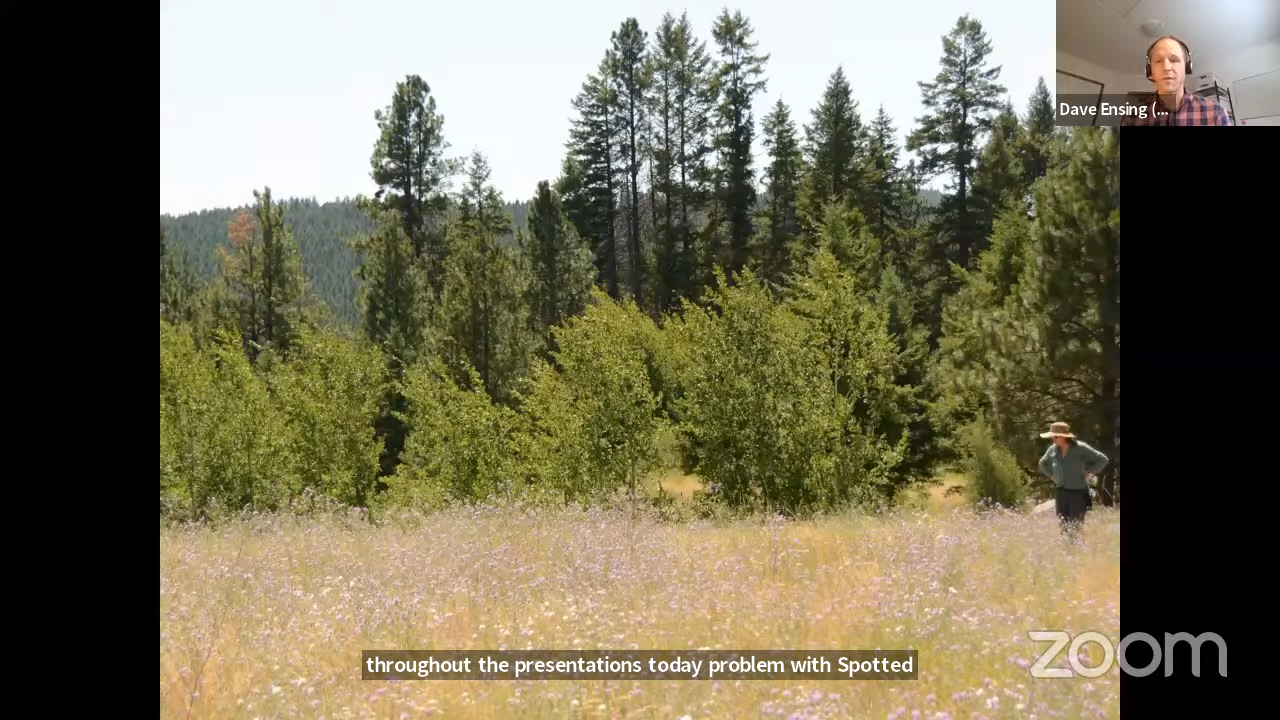 Dave Ensing (...
throughout the presentations today problem with Spotted
zoom